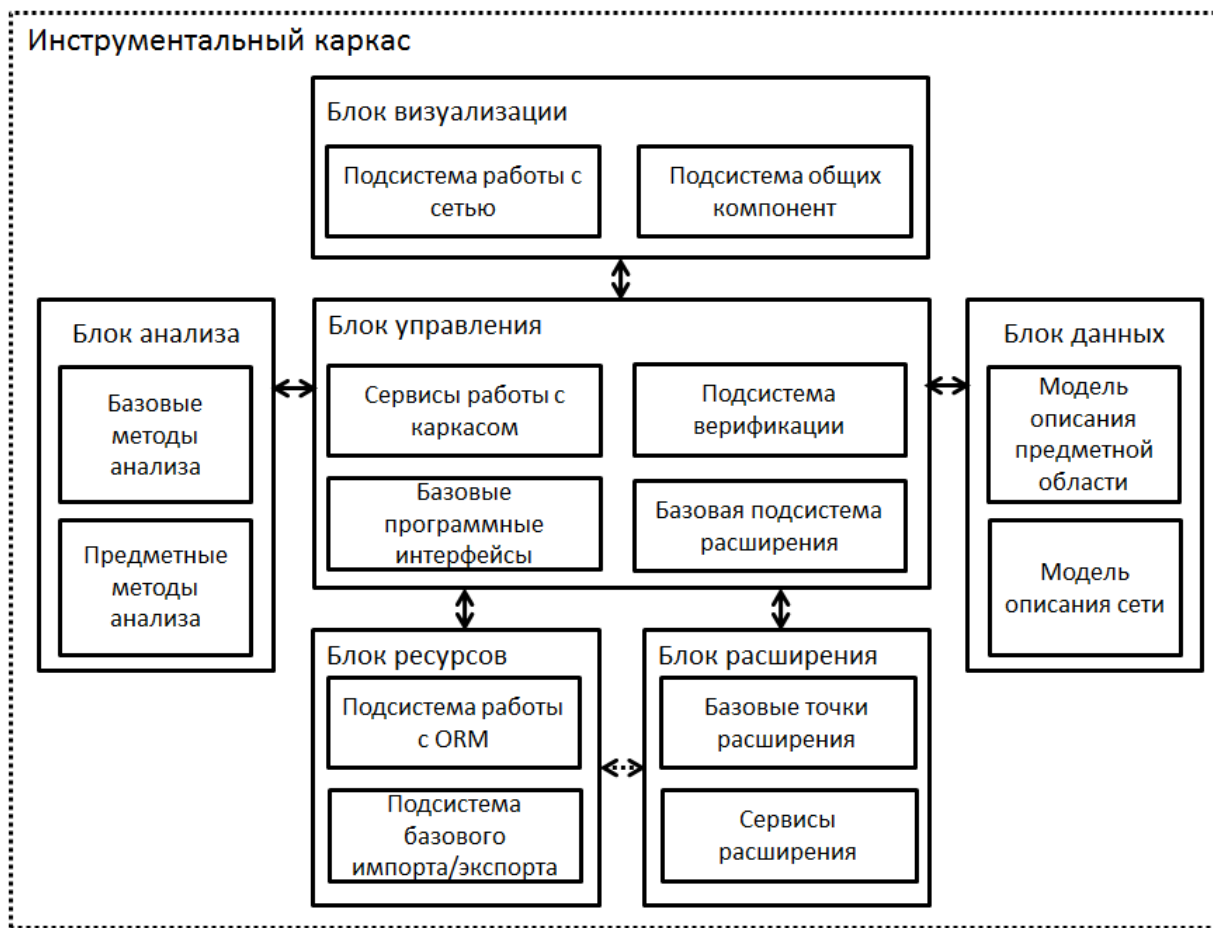 Инструментальный каркас
Блок визуализации
Подсистема работы с
сетью
Подсистема общих
компонент
Блок анализа
Базовые
методы
анализа
Предметные
методы
анализа
Блок управления
Сервисы работы с
каркасом
Подсистема
верификации
Базовые
программные
интерфейсы
Базовая подсистема
расширения
Блок данных
Модель
описания
предметной
области
Модель
описания сети
Блок ресурсов
Подсистема работы
с ORM
Подсистема
базового
импорта/экспорта
Блок расширения
Базовые точки
расширения
Сервисы
расширения